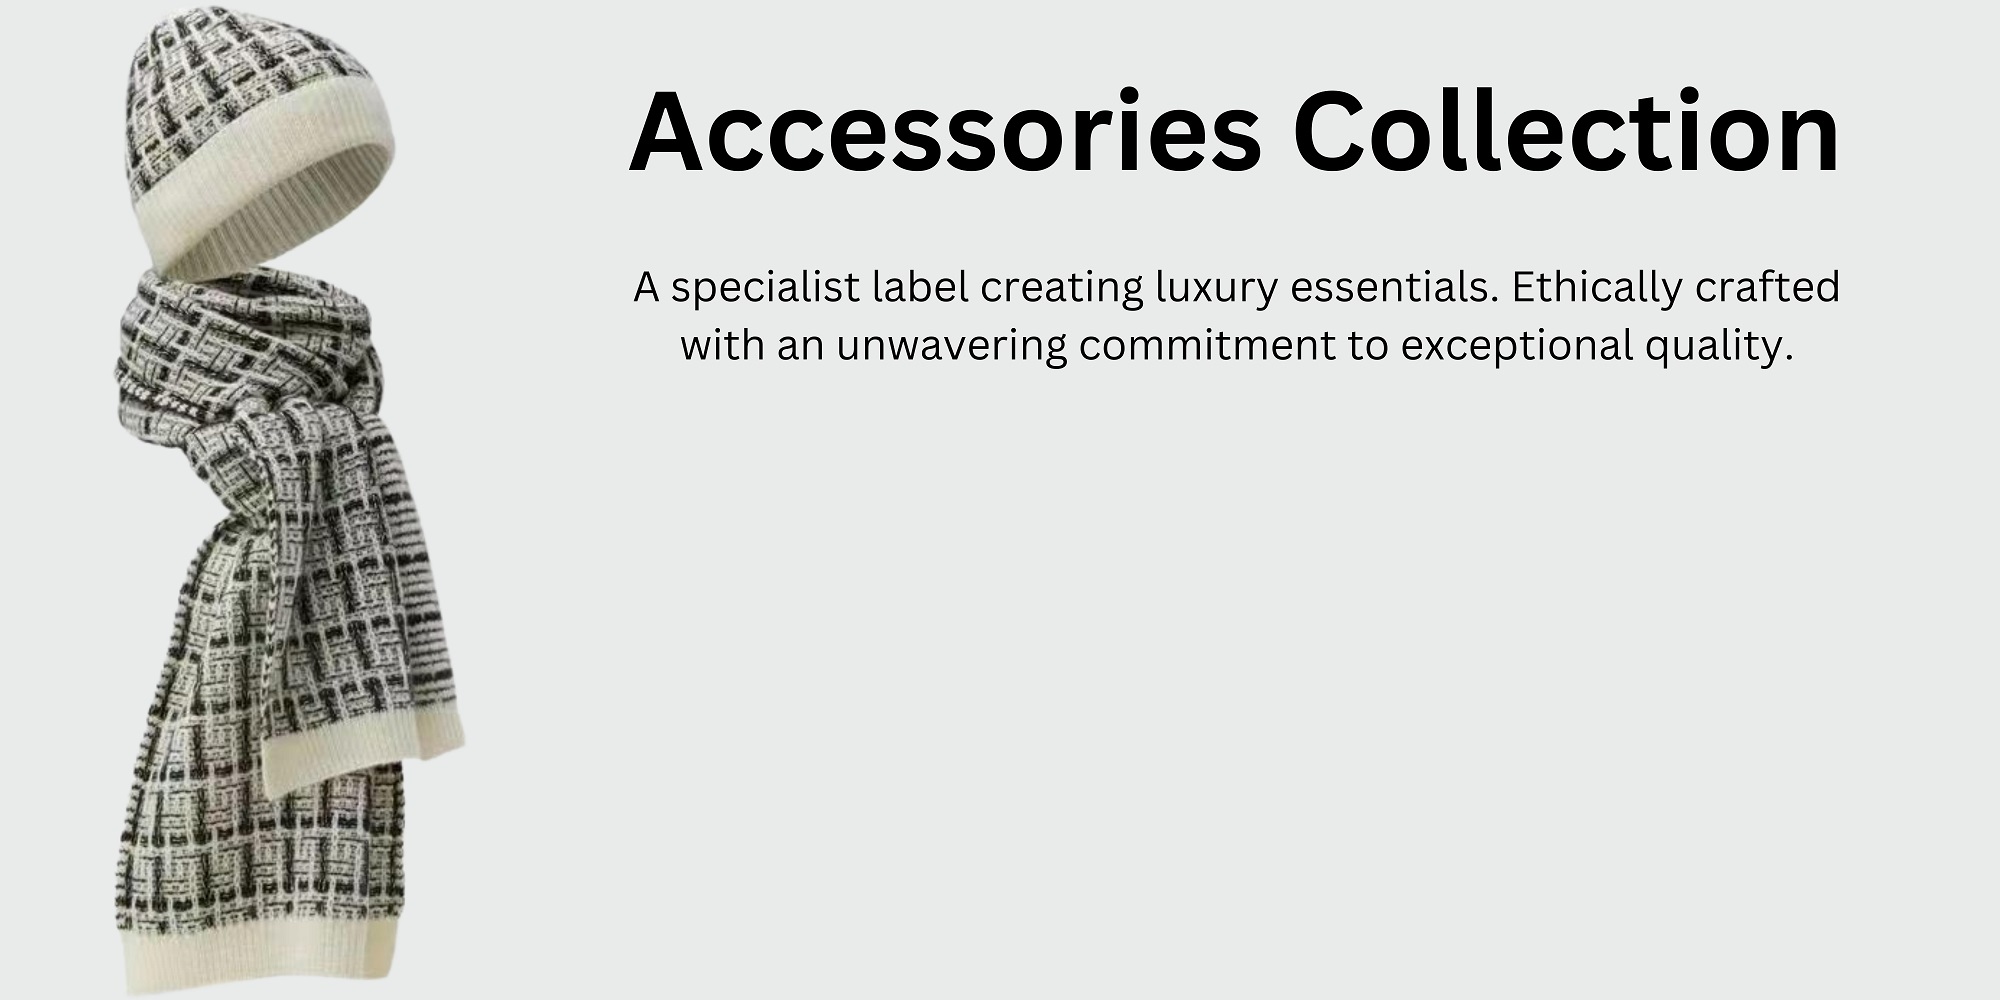 Accessories Collection
A specialist label creating luxury essentials. Ethically crafted
with an unwavering commitment to exceptional quality.